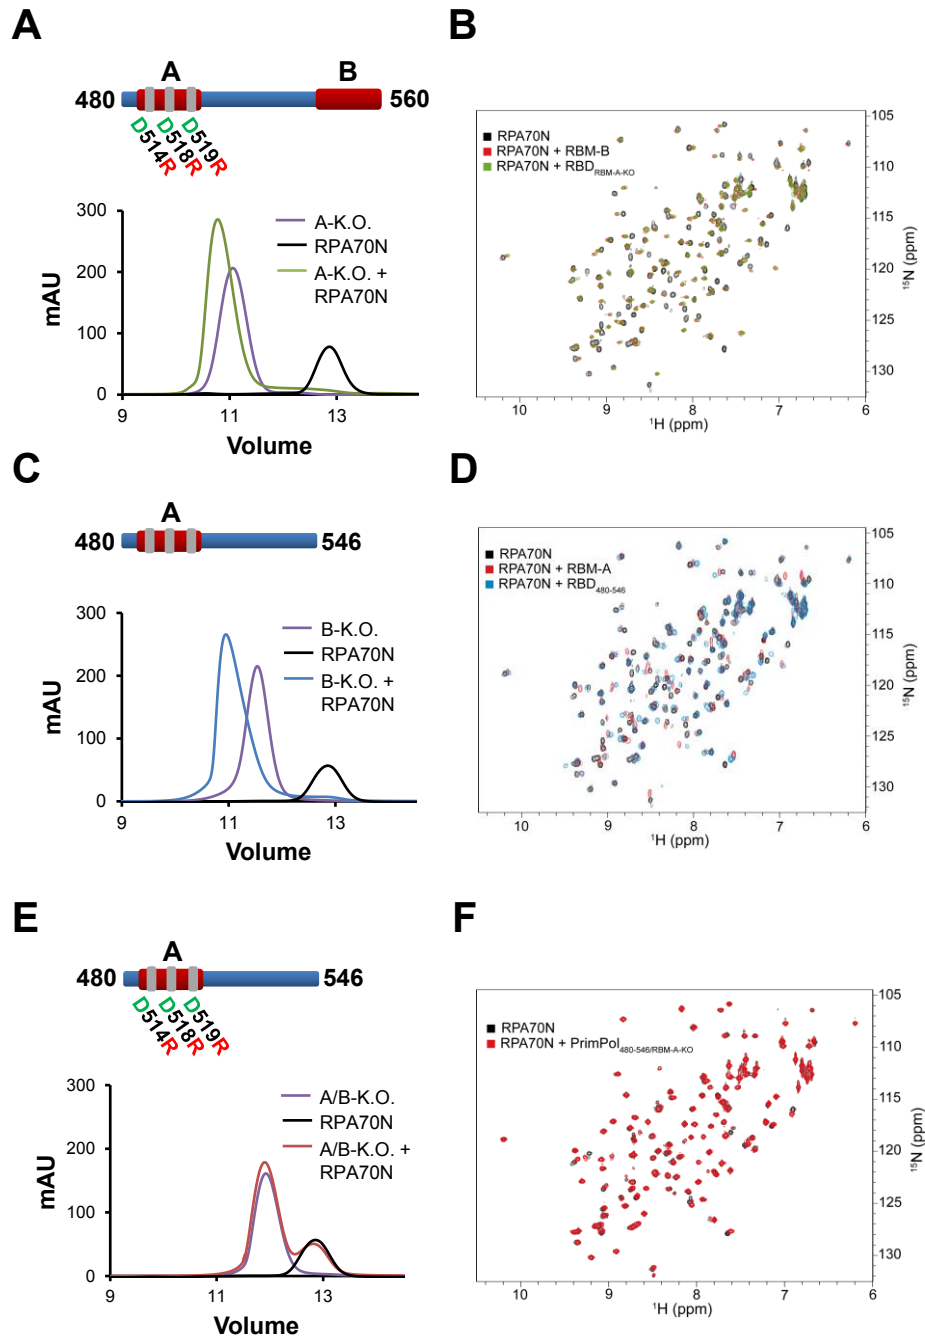 A
A
B
480
560
D514R
D518R
D519R
300
200
100
0
mAU
9
11
13
Volume
A-K.O.
RPA70N
A-K.O. +
RPA70N
B
RPA70N
RPA70N + RBM-B
RPA70N + RBD RBM-A-KO
105
110
115
120
125
130
15N (ppm)
10
9
8
7
6
1H (ppm)
C
A
480
546
300
200
100
0
mAU
9
11
13
Volume
B-K.O.
RPA70N
B-K.O. +
RPA70N
D
RPA70N
RPA70N + RBM-A
RPA70N + RBD480-546
105
110
115
120
125
130
15N (ppm)
10
9
8
7
6
1H (ppm)
E
A
480
546
D514R
D518R
D519R
300
200
100
0
mAU
9
11
13
Volume
A/B-K.O.
RPA70N
A/B-K.O. +
RPA70N
F
RPA70N
RPA70N + PrimPol480-546/RBM-A-KO
105
110
115
120
125
130
15N (ppm)
10
9
8
7
6
1H (ppm)